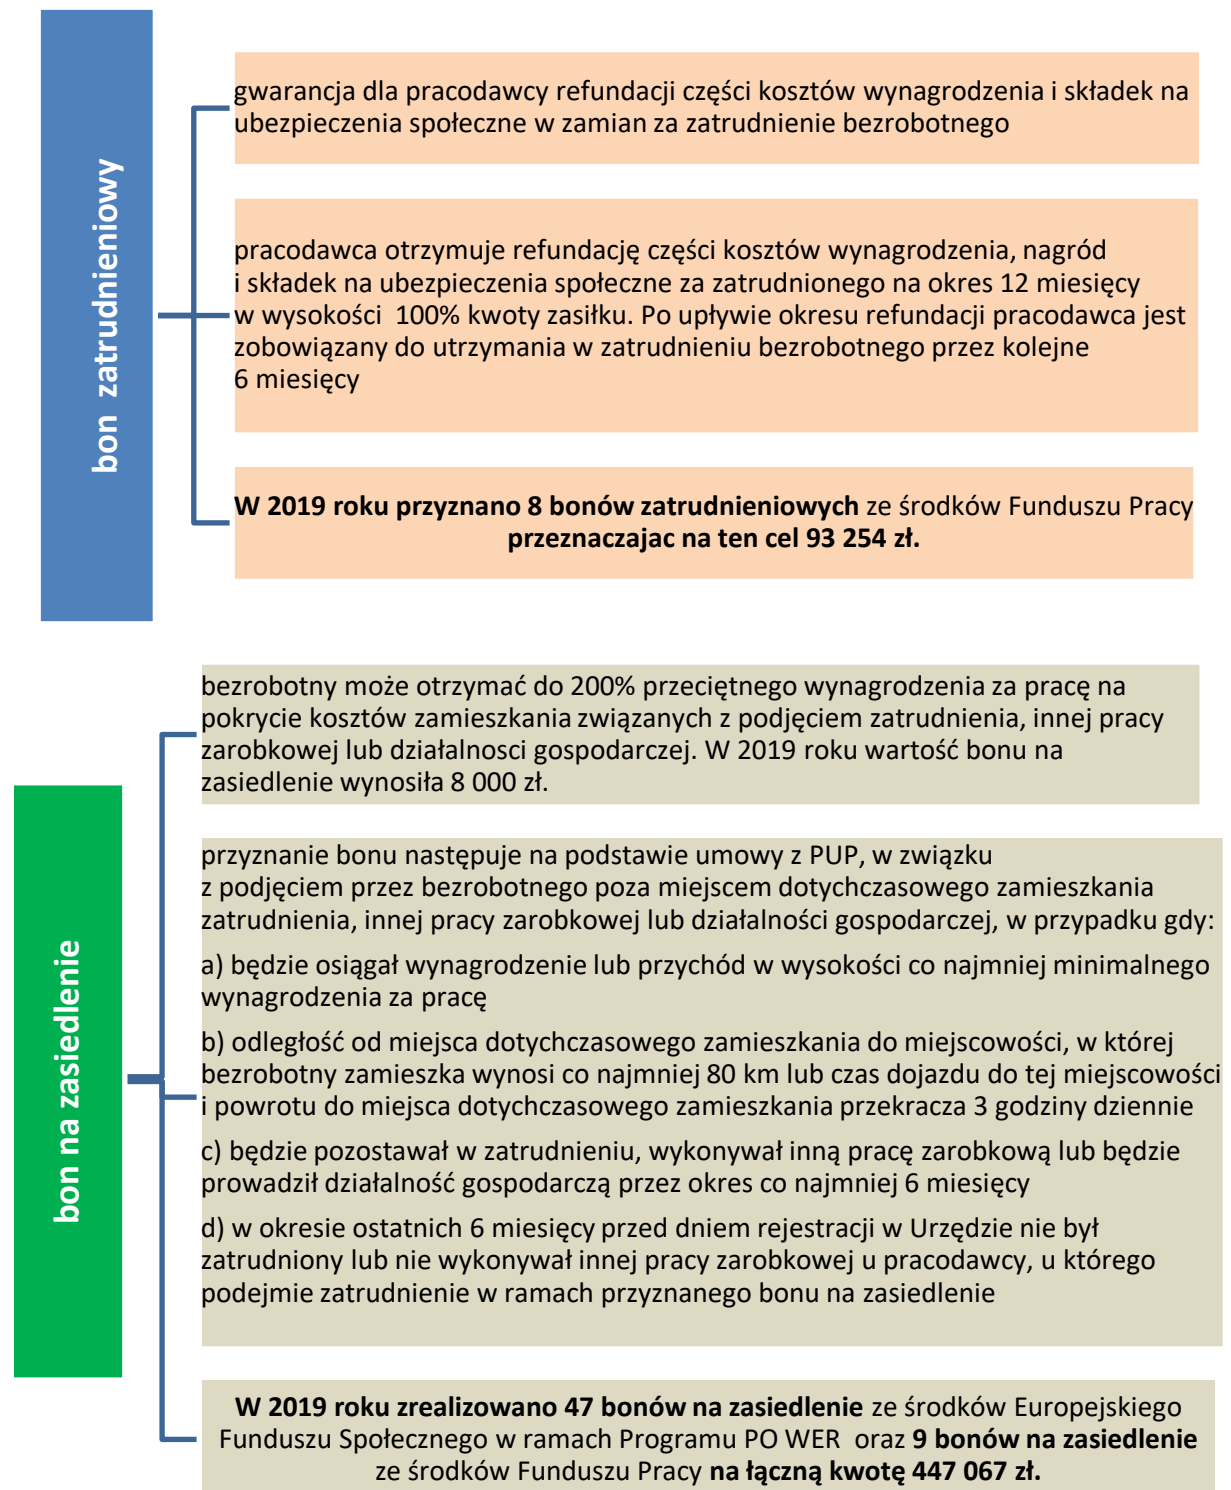 bon zatrudnieniowy
gwarancja dla pracodawcy refundacji części kosztów wynagrodzenia i składek na
ubezpieczenia społeczne w zamian za zatrudnienie bezrobotnego
pracodawca otrzymuje refundację części kosztów wynagrodzenia, nagród
i składek na ubezpieczenia społeczne za zatrudnionego na okres 12 miesięcy
w wysokości 100% kwoty zasiłku. Po upływie okresu refundacji pracodawca jest
zobowiązany do utrzymania w zatrudnieniu bezrobotnego przez kolejne
6 miesięcy
W 2019 roku przyznano 8 bonów zatrudnieniowych ze środków Funduszu Pracy
przeznaczajac na ten cel 93 254 zł.
bon na zasiedlenie
bezrobotny może otrzymać do 200% przeciętnego wynagrodzenia za pracę na
pokrycie kosztów zamieszkania związanych z podjęciem zatrudnienia, innej pracy
zarobkowej lub działalnosci gospodarczej. W 2019 roku wartość bonu na
zasiedlenie wynosiła 8 000 zł.
przyznanie bonu następuje na podstawie umowy z PUP, w związku
z podjęciem przez bezrobotnego poza miejscem dotychczasowego zamieszkania
zatrudnienia, innej pracy zarobkowej lub działalności gospodarczej, w przypadku gdy:
a) będzie osiągał wynagrodzenie lub przychód w wysokości co najmniej minimalnego
wynagrodzenia za pracę
b) odległość od miejsca dotychczasowego zamieszkania do miejscowości, w której
bezrobotny zamieszka wynosi co najmniej 80 km lub czas dojazdu do tej miejscowości
i powrotu do miejsca dotychczasowego zamieszkania przekracza 3 godziny dziennie
c) będzie pozostawał w zatrudnieniu, wykonywał inną pracę zarobkową lub będzie
prowadził działalność gospodarczą przez okres co najmniej 6 miesięcy
d) w okresie ostatnich 6 miesięcy przed dniem rejestracji w Urzędzie nie był
zatrudniony lub nie wykonywał innej pracy zarobkowej u pracodawcy, u którego
podejmie zatrudnienie w ramach przyznanego bonu na zasiedlenie
W 2019 roku zrealizowano 47 bonów na zasiedlenie ze środków Europejskiego
Funduszu Społecznego w ramach Programu PO WER oraz 9 bonów na zasiedlenie
ze środków Funduszu Pracy na łączną kwotę 447 067 zł.